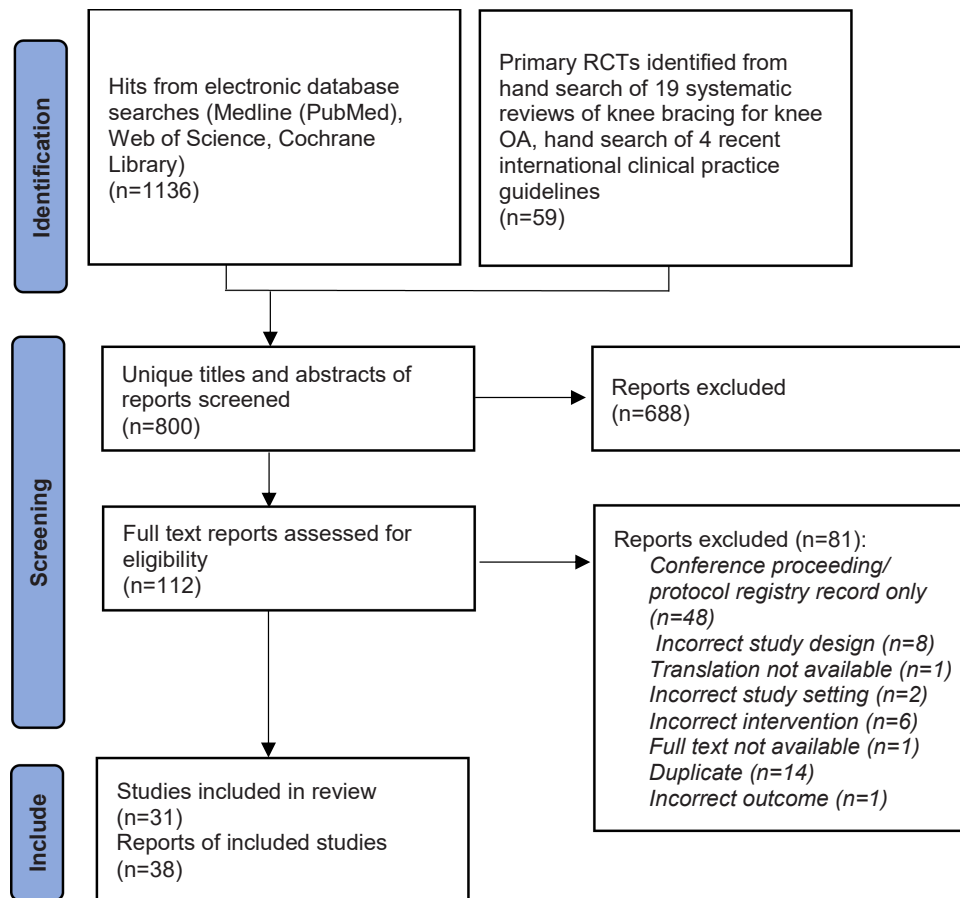 Identification
Hits from electronic database
searches (Medline (PubMed),
Web of Science, Cochrane
Library)
(n=1136)
Primary RCTs identified from
hand search of 19 systematic
reviews of knee bracing for knee
OA, hand search of 4 recent
international clinical practice
guidelines
(n=59)
Screening
Unique titles and abstracts of
reports screened
(n=800)
Reports excluded
(n=688)
Full text reports assessed for
eligibility
(n=112)
Reports excluded (n=81):
Conference proceeding/
protocol registry record only
(n=48)
Incorrect study design (n=8)
Translation not available (n=1)
Incorrect study setting (n=2)
Incorrect intervention (n=6)
Full text not available (n=1)
Duplicate (n=14)
Incorrect outcome (n=1)
Include
Studies included in review
(n=31)
Reports of included studies
(n=38)